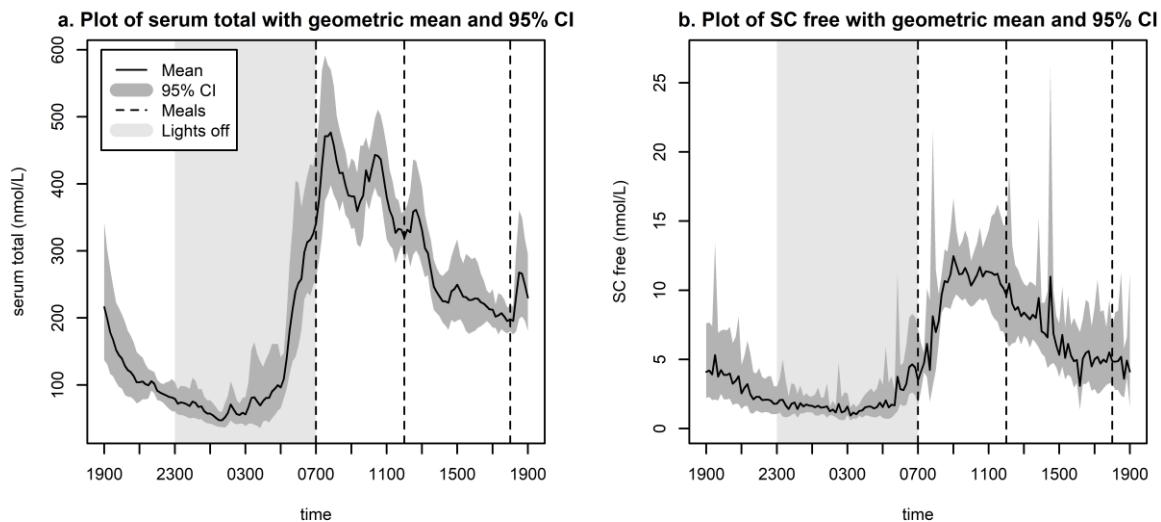 a. Plot of serum total with geometric mean and 95% CI
serum total (nmol/L)
600
500
400
300
200
100
Mean
95% CI
Meals
Lights off
1900 2300 0300 0700 1100 1500 1900
time
b. Plot of SC free with geometric mean and 95% CI
SC free (nmol/L)
25
20
15
10
5
0
1900 2300 0300 0700 1100 1500 1900
time